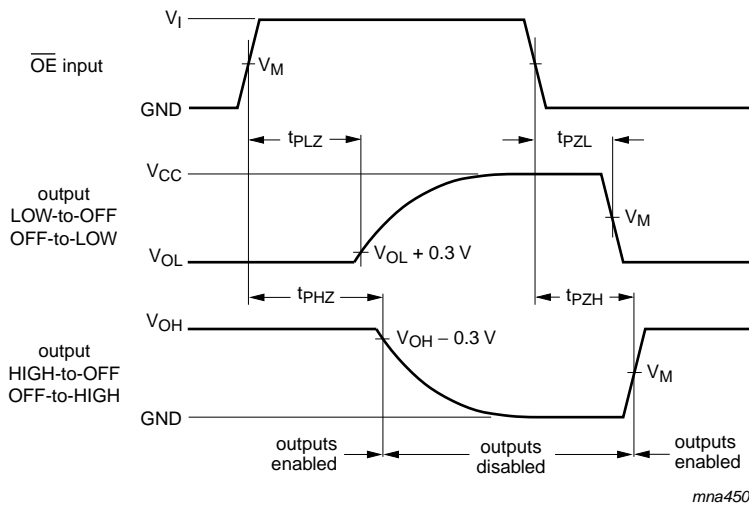 V_I
OE input
V_M
GND
t_PLZ
t_PZL
V_CC
output
LOW-to-OFF
OFF-to-LOW
V_M
V_OL
V_OL + 0.3 V
t_PHZ
t_PZH
V_OH
V_OH − 0.3 V
output
HIGH-to-OFF
OFF-to-HIGH
V_M
GND
outputs
enabled
outputs
disabled
outputs
enabled
mna450